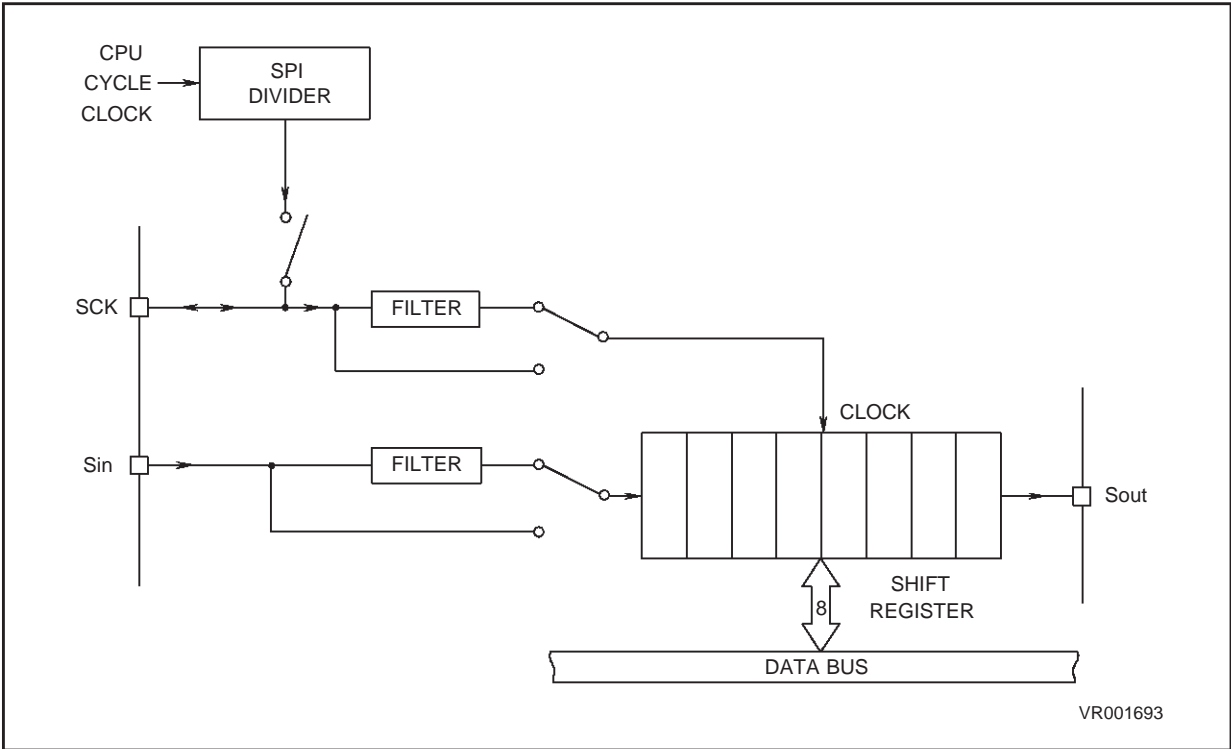 CPU
CYCLE
CLOCK
SPI
DIVIDER
SCK
FILTER
CLOCK
Sin
FILTER
Sout
SHIFT
REGISTER
8
DATA BUS
VR001693